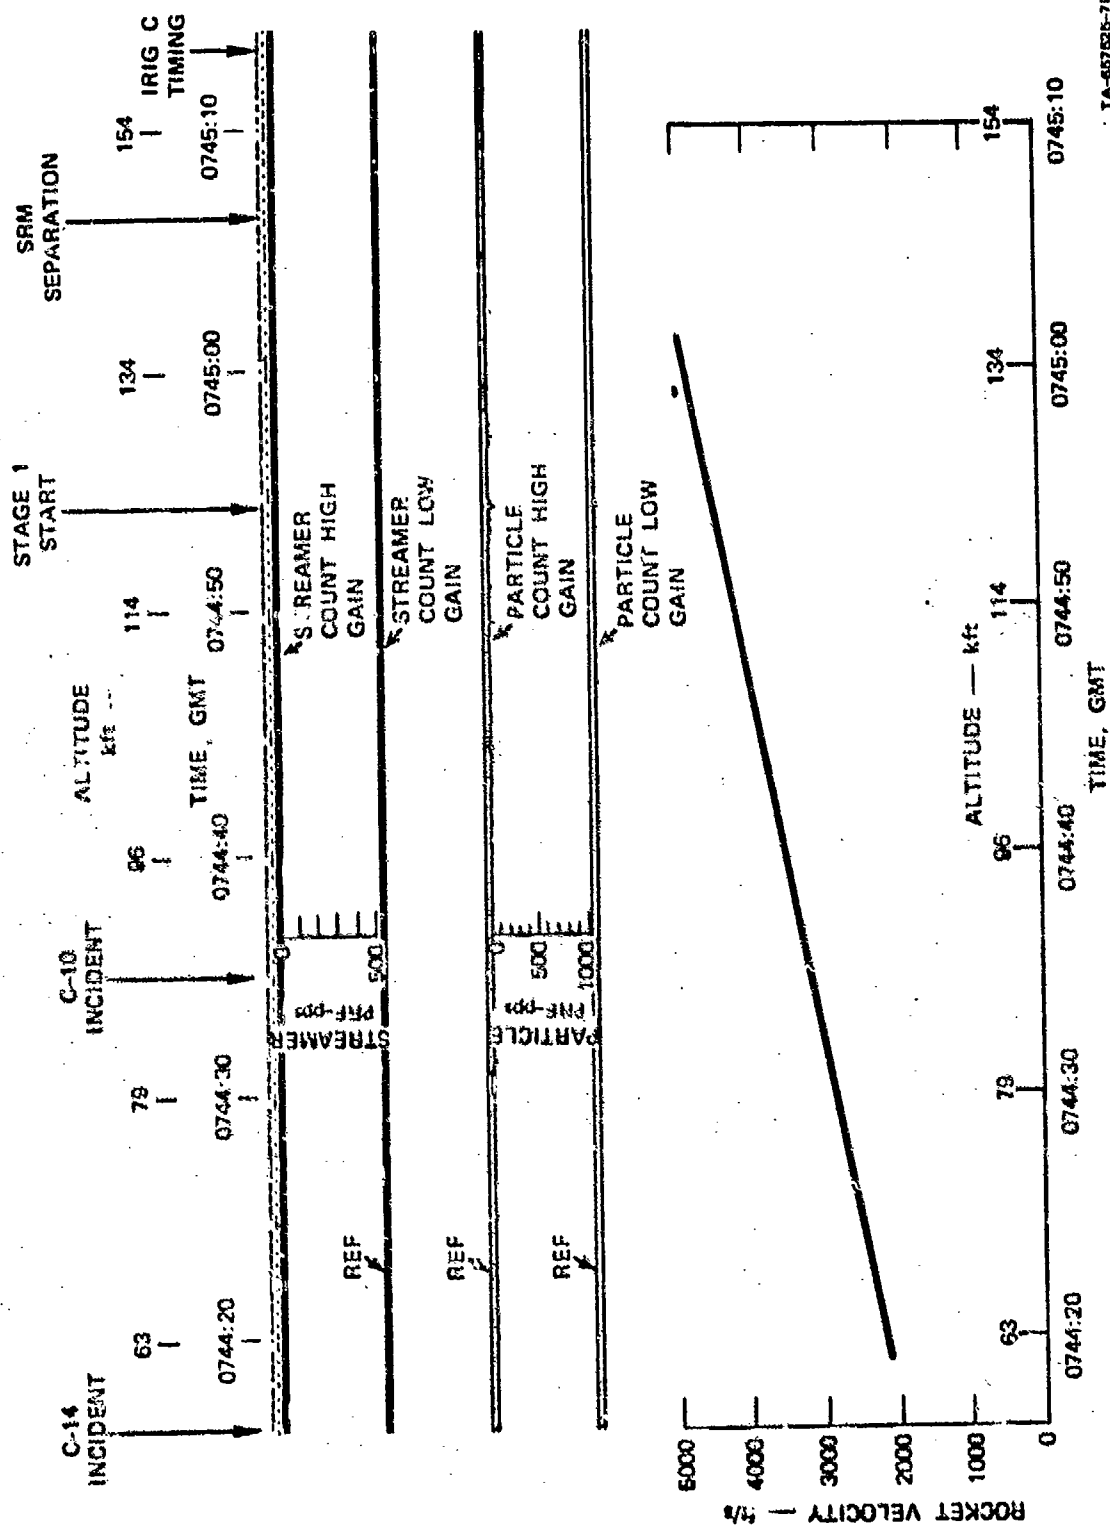 C-14
INCIDENT
C-10
INCIDENT
STAGE 1
START
SRM
SEPARATION
IRIG C
TIMING
ALTITUDE
kft
63
79
96
114
134
154
TIME, GMT
0744:20
0744:30
0744:40
0744:50
0745:00
0745:10
STREAMER
PRF-pps
0
500
STREAMER
COUNT HIGH
GAIN
REF
STREAMER
COUNT LOW
GAIN
PARTICLE
PRF-pps
0
500
1000
REF
PARTICLE
COUNT HIGH
GAIN
REF
PARTICLE
COUNT LOW
GAIN
ROCKET VELOCITY — ft/s
5000
4000
3000
2000
1000
0
ALTITUDE — kft
63
79
96
114
134
154
0744:20
0744:30
0744:40
0744:50
0745:00
0745:10
TIME, GMT